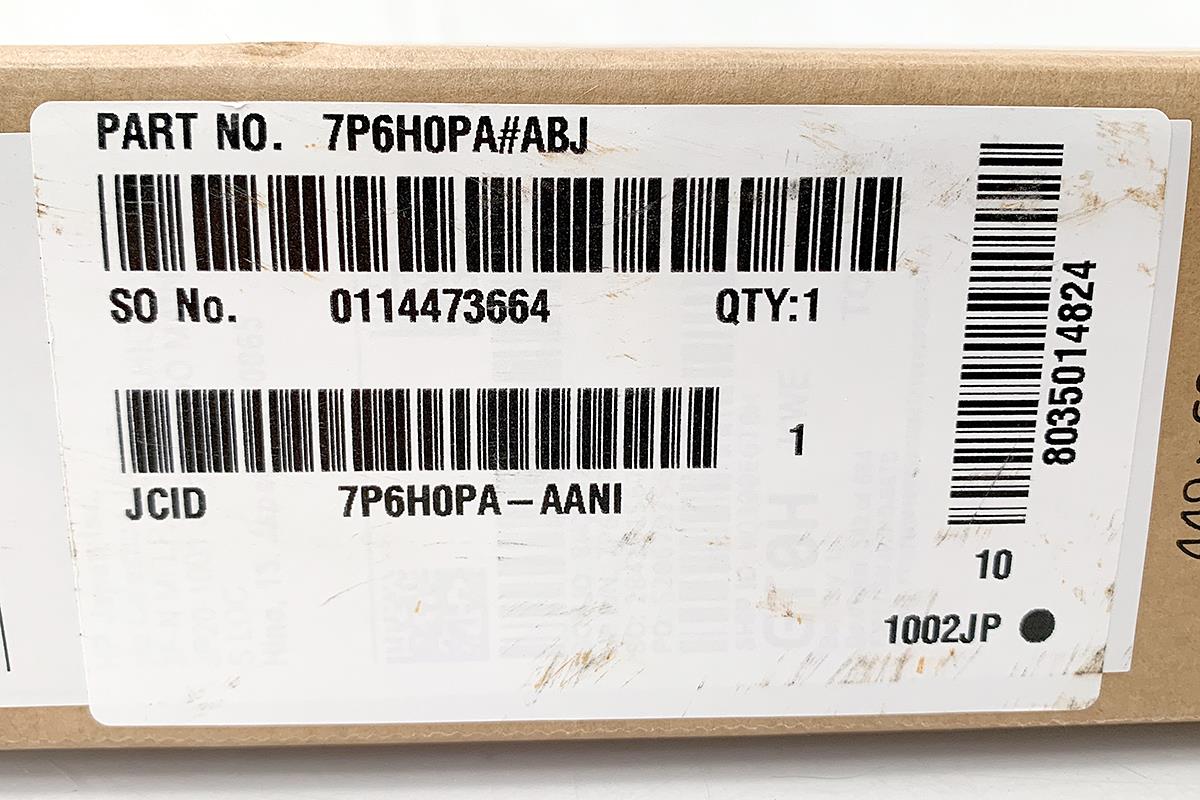 PART NO. 7P6H0PA#ABJ
SO No. 0114473664 QTY:1
1
JCID 7P6H0PA-AANI
8035014824
10
1002JP